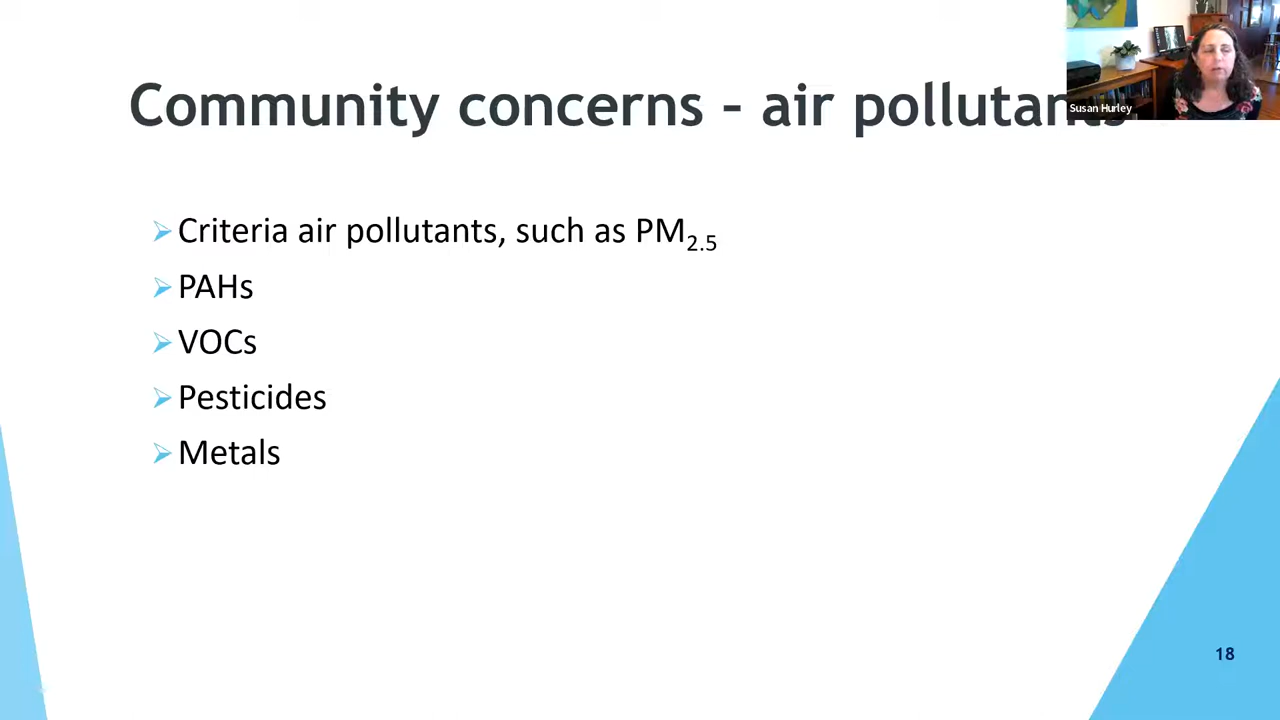 Community concerns – air pollutants
Susan Hurley
➢Criteria air pollutants, such as PM2.5
➢PAHs
➢VOCs
➢Pesticides
➢Metals
18